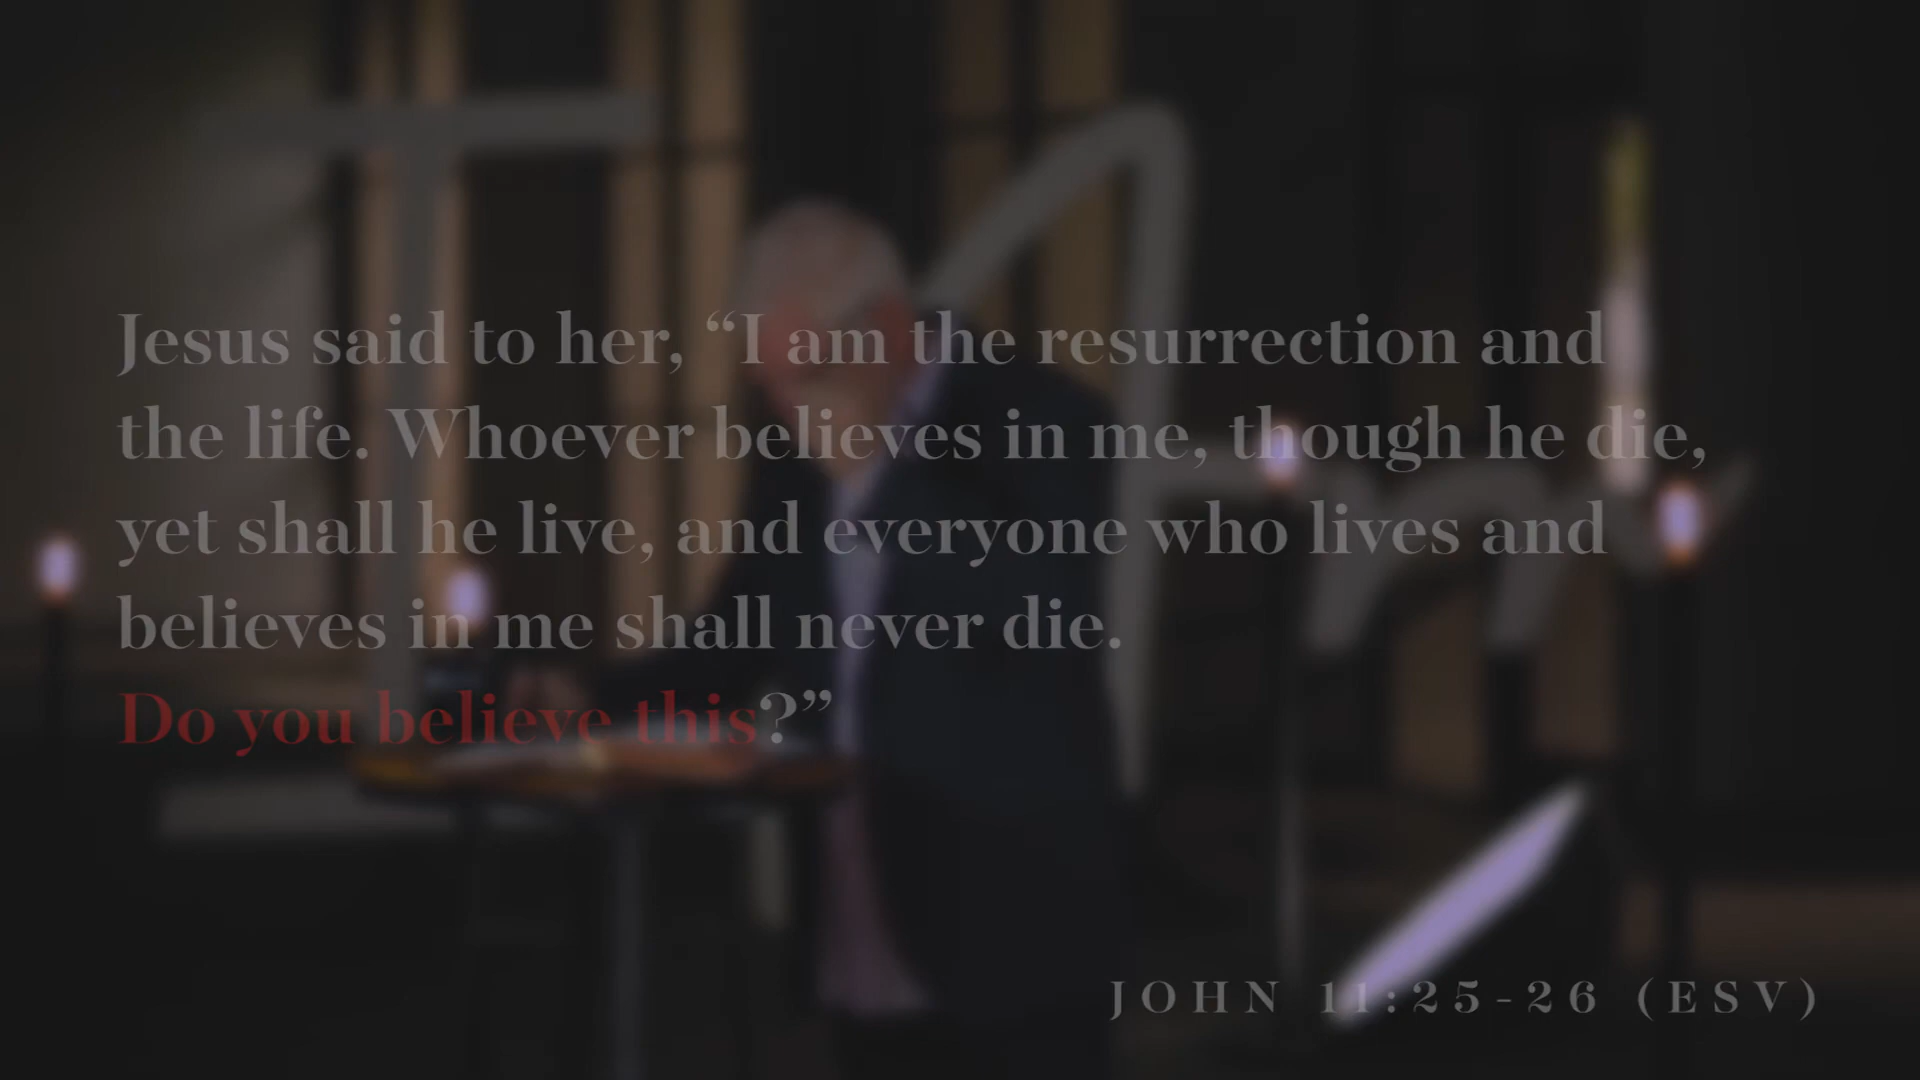 Jesus said to her, “I am the resurrection and
the life. Whoever believes in me, though he die,
yet shall he live, and everyone who lives and
believes in me shall never die.
Do you believe this?”
JOHN 11:25-26 (ESV)